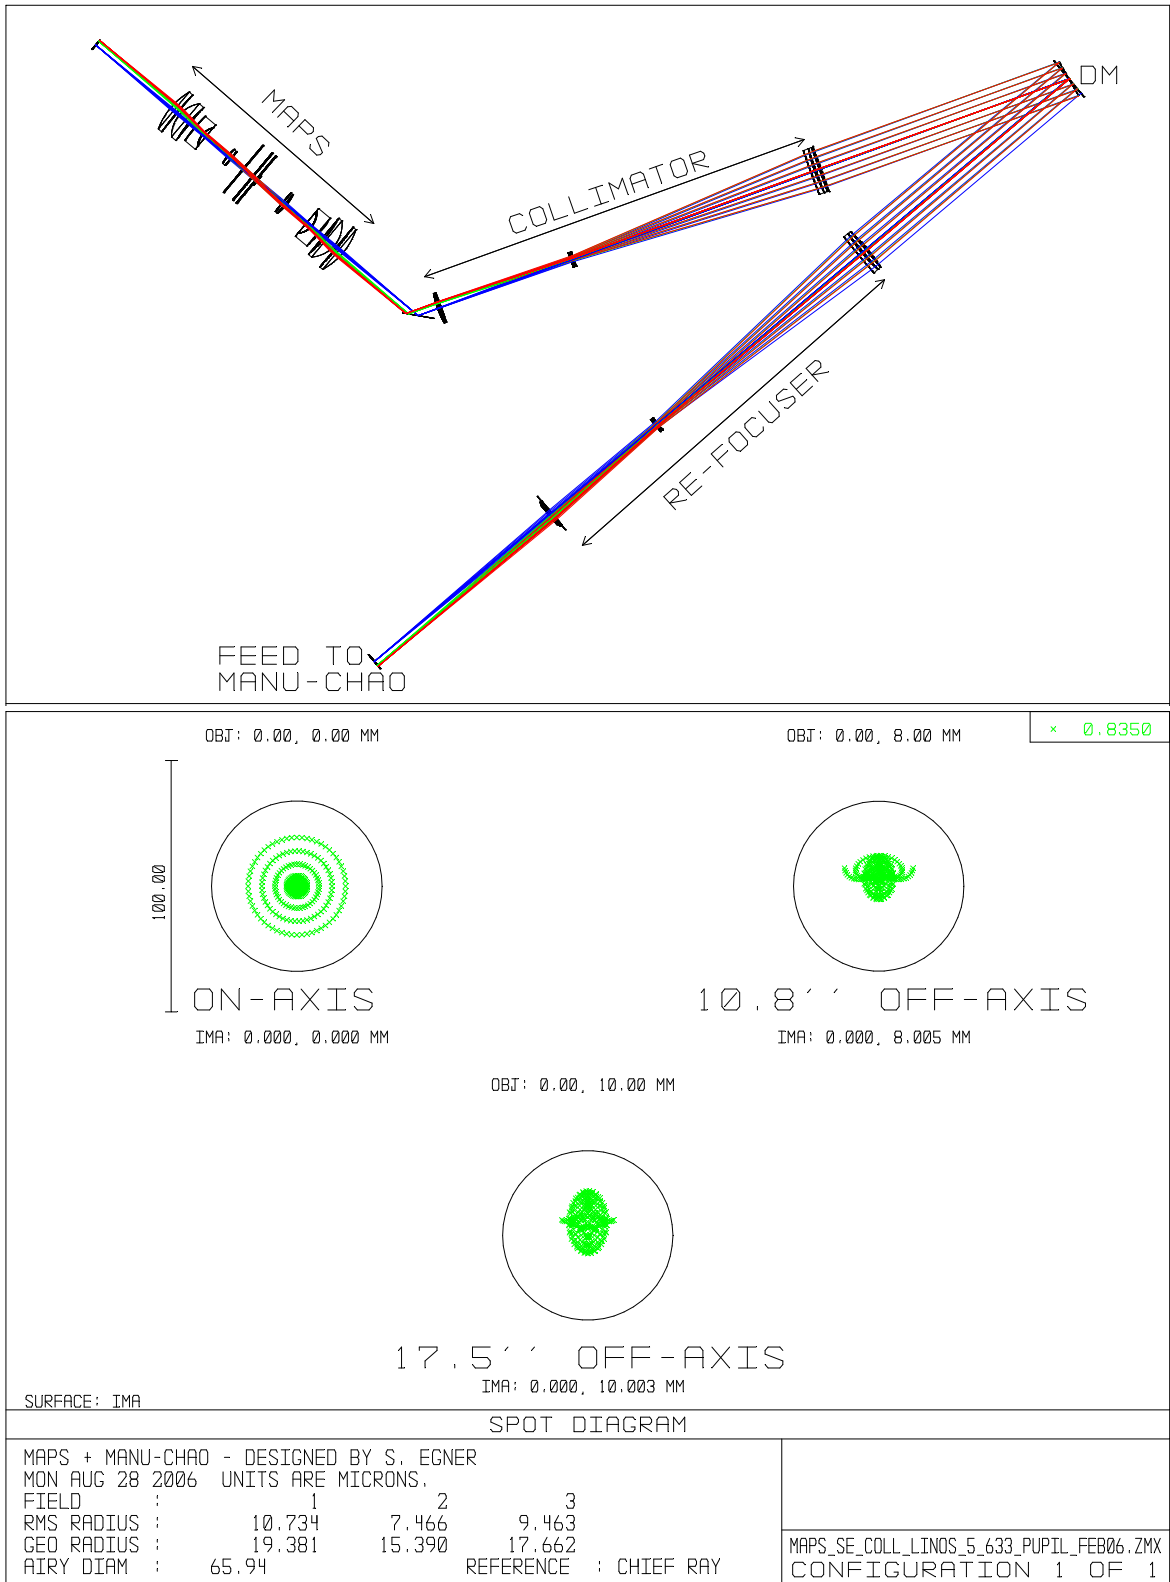 DM
MAPS
COLLIMATOR
RE-FOCUSER
FEED TO
MANU-CHAO
× 0.8350
OBJ: 0.00, 0.00 MM
OBJ: 0.00, 8.00 MM
100.00
ON-AXIS
10.8´´ OFF-AXIS
IMA: 0.000, 0.000 MM
IMA: 0.000, 8.005 MM
OBJ: 0.00, 10.00 MM
17.5´´ OFF-AXIS
IMA: 0.000, 10.003 MM
SURFACE: IMA
SPOT DIAGRAM
MAPS + MANU-CHAO - DESIGNED BY S. EGNER
MON AUG 28 2006 UNITS ARE MICRONS.
FIELD : 1 2 3
RMS RADIUS : 10.734 7.466 9.463
GEO RADIUS : 19.381 15.390 17.662
AIRY DIAM : 65.94 REFERENCE : CHIEF RAY
MAPS_SE_COLL_LINOS_5_633_PUPIL_FEB06.ZMX
CONFIGURATION 1 OF 1